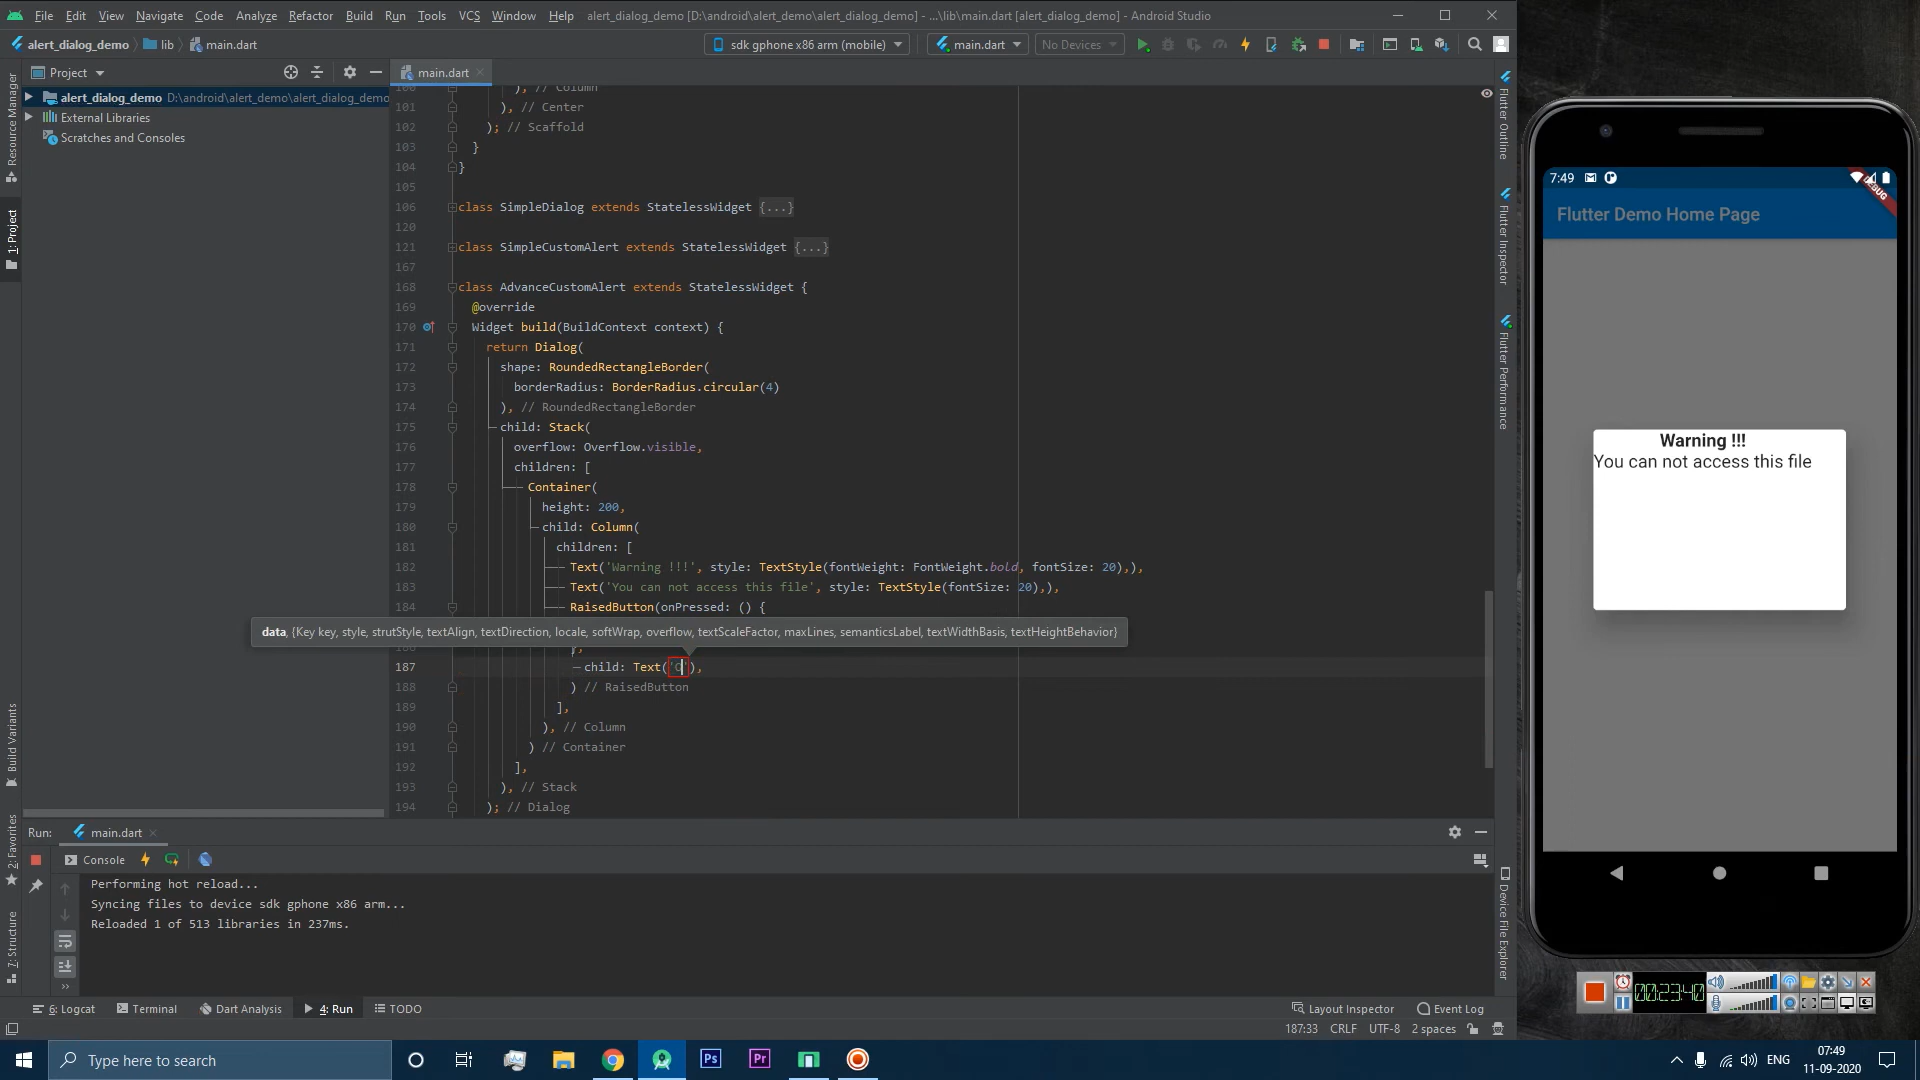 File Edit View Navigate Code Analyze Refactor Build Run Tools VCS Window Help alert_dialog_demo [D:\android\alert_demo\alert_dialog_demo] - ...\lib\main.dart [alert_dialog_demo] - Android Studio
alert_dialog_demo lib main.dart
sdk gphone x86 arm (mobile) main.dart No Devices
Resource Manager
1: Project
Build Variants
2: Favorites
7: Structure
Project
alert_dialog_demo D:\android\alert_demo\alert_dialog_demo
External Libraries
Scratches and Consoles
main.dart
100 ), // Column
101 ), // Center
102 ); // Scaffold
103 }
104 }
105
106 class SimpleDialog extends StatelessWidget {...}
120
121 class SimpleCustomAlert extends StatelessWidget {...}
167
168 class AdvanceCustomAlert extends StatelessWidget {
169 @override
170 Widget build(BuildContext context) {
171 return Dialog(
172 shape: RoundedRectangleBorder(
173 borderRadius: BorderRadius.circular(4)
174 ), // RoundedRectangleBorder
175 child: Stack(
176 overflow: Overflow.visible,
177 children: [
178 Container(
179 height: 200,
180 child: Column(
181 children: [
182 Text('Warning !!!', style: TextStyle(fontWeight: FontWeight.bold, fontSize: 20),),
183 Text('You can not access this file', style: TextStyle(fontSize: 20),),
184 RaisedButton(onPressed: () {
data, {Key key, style, strutStyle, textAlign, textDirection, locale, softWrap, overflow, textScaleFactor, maxLines, semanticsLabel, textWidthBasis, textHeightBehavior}
},
187 child: Text('O'),
188 ) // RaisedButton
189 ],
190 ), // Column
191 ) // Container
192 ],
193 ), // Stack
194 ); // Dialog
Flutter Outline
Flutter Inspector
Flutter Performance
Device File Explorer
7:49
DEBUG
Flutter Demo Home Page
Warning !!!
You can not access this file
Run: main.dart
Console
Performing hot reload...
Syncing files to device sdk gphone x86 arm...
Reloaded 1 of 513 libraries in 237ms.
6: Logcat Terminal Dart Analysis 4: Run TODO Layout Inspector Event Log
187:33 CRLF UTF-8 2 spaces
00:23:40
Type here to search
Ps Pr
ENG
07:49
11-09-2020